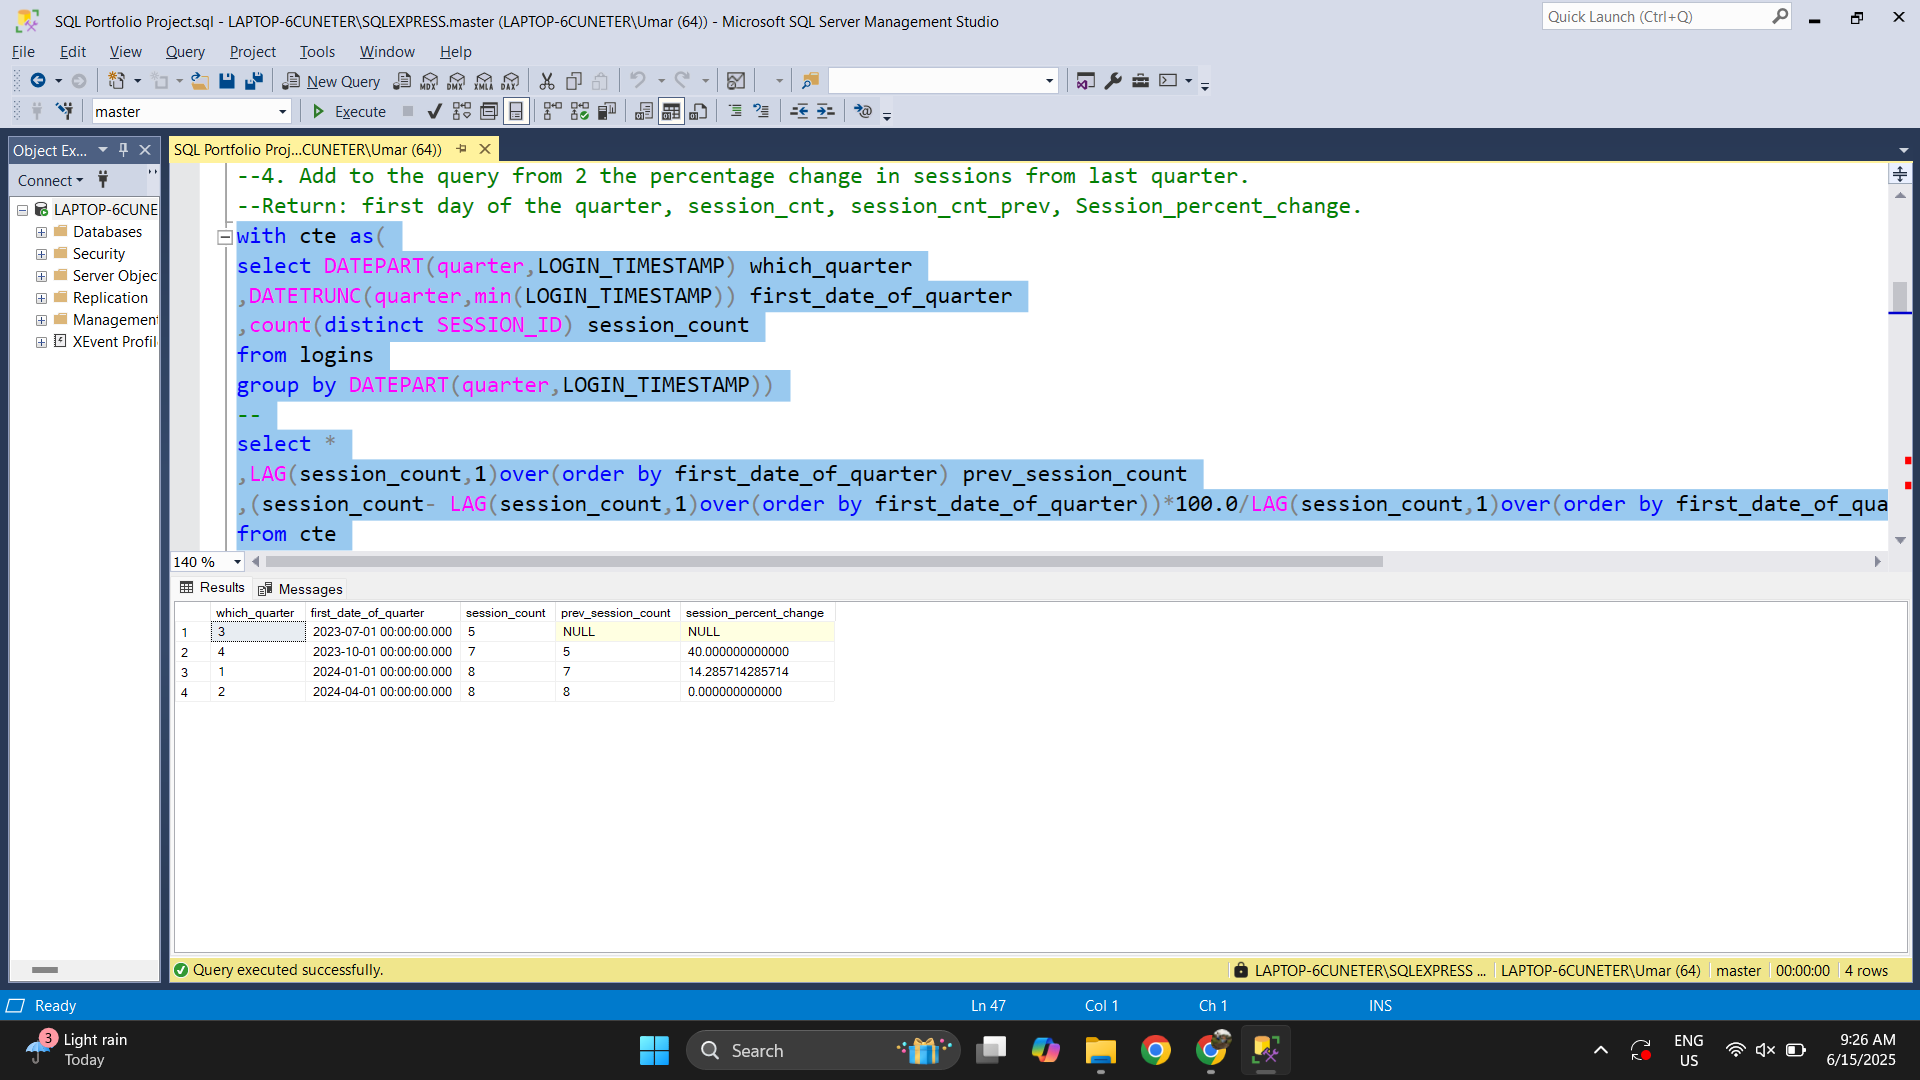 SQL Portfolio Project.sql - LAPTOP-6CUNETER\SQLEXPRESS.master (LAPTOP-6CUNETER\Umar (64)) - Microsoft SQL Server Management Studio
Quick Launch (Ctrl+Q)
File Edit View Query Project Tools Window Help
New Query MDX DMX XMLA DAX
master Execute
Object Ex...
SQL Portfolio Proj...CUNETER\Umar (64))
Connect
LAPTOP-6CUNE
Databases
Security
Server Objec
Replication
Management
XEvent Profil
--4. Add to the query from 2 the percentage change in sessions from last quarter.
--Return: first day of the quarter, session_cnt, session_cnt_prev, Session_percent_change.
with cte as(
select DATEPART(quarter,LOGIN_TIMESTAMP) which_quarter
,DATETRUNC(quarter,min(LOGIN_TIMESTAMP)) first_date_of_quarter
,count(distinct SESSION_ID) session_count
from logins
group by DATEPART(quarter,LOGIN_TIMESTAMP))
--
select *
,LAG(session_count,1)over(order by first_date_of_quarter) prev_session_count
,(session_count- LAG(session_count,1)over(order by first_date_of_quarter))*100.0/LAG(session_count,1)over(order by first_date_of_qua
from cte
140 %
Results Messages
which_quarter first_date_of_quarter session_count prev_session_count session_percent_change
1 3 2023-07-01 00:00:00.000 5 NULL NULL
2 4 2023-10-01 00:00:00.000 7 5 40.000000000000
3 1 2024-01-01 00:00:00.000 8 7 14.285714285714
4 2 2024-04-01 00:00:00.000 8 8 0.000000000000
Query executed successfully.
LAPTOP-6CUNETER\SQLEXPRESS ... LAPTOP-6CUNETER\Umar (64) master 00:00:00 4 rows
Ready Ln 47 Col 1 Ch 1 INS
3 Light rain
Today
Search
ENG
US
9:26 AM
6/15/2025